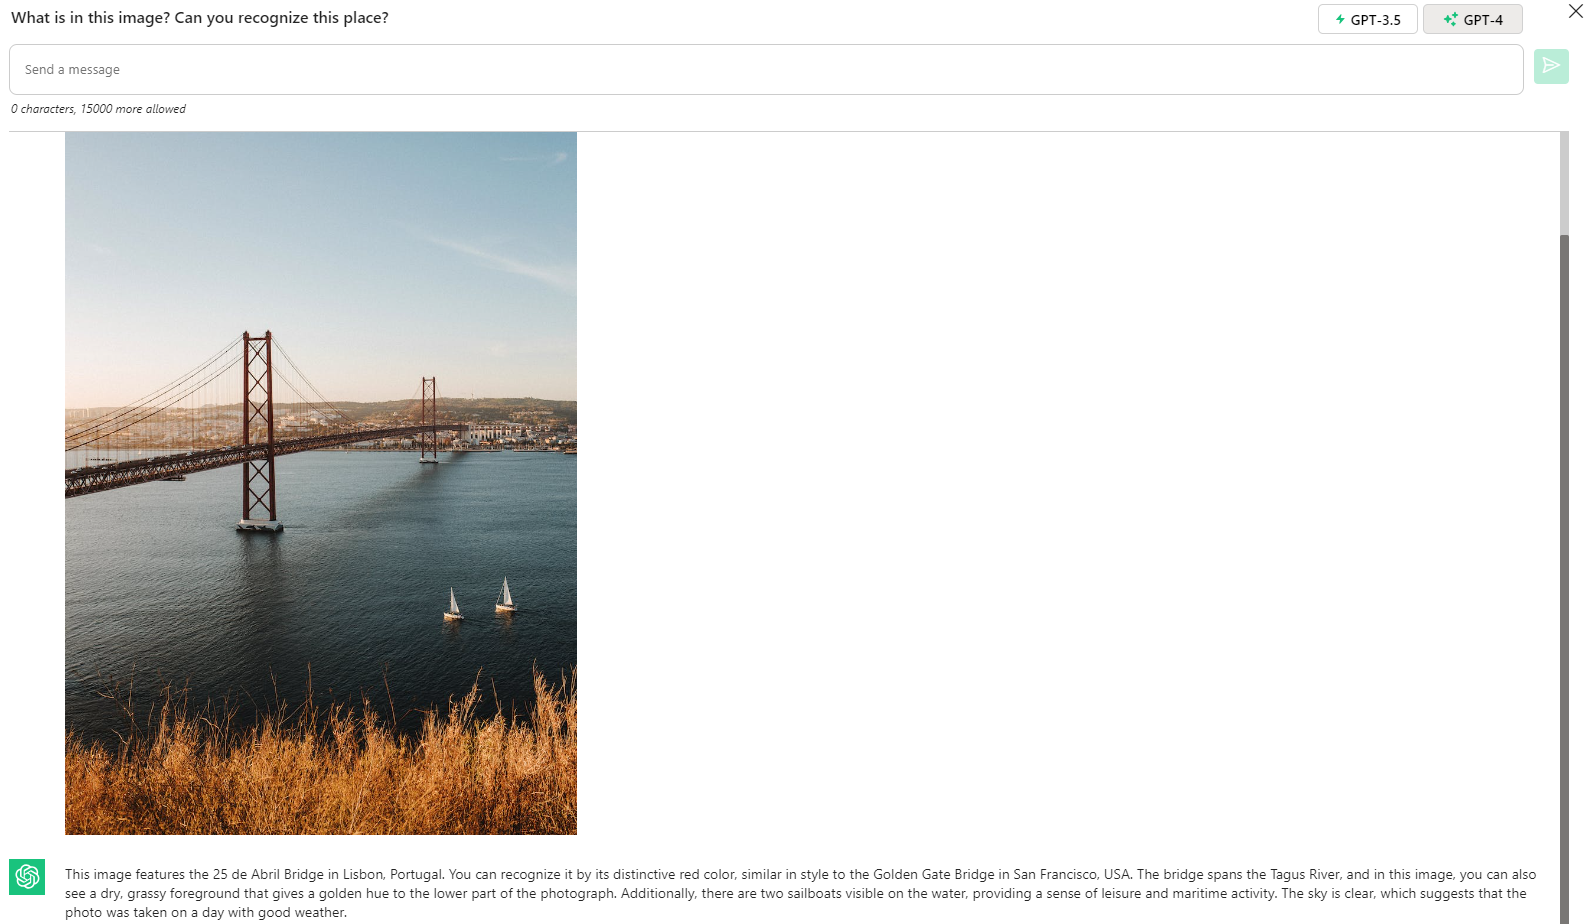 What is in this image? Can you recognize this place?
GPT-3.5
GPT-4
Send a message
0 characters, 15000 more allowed
This image features the 25 de Abril Bridge in Lisbon, Portugal. You can recognize it by its distinctive red color, similar in style to the Golden Gate Bridge in San Francisco, USA. The bridge spans the Tagus River, and in this image, you can also
see a dry, grassy foreground that gives a golden hue to the lower part of the photograph. Additionally, there are two sailboats visible on the water, providing a sense of leisure and maritime activity. The sky is clear, which suggests that the
photo was taken on a day with good weather.